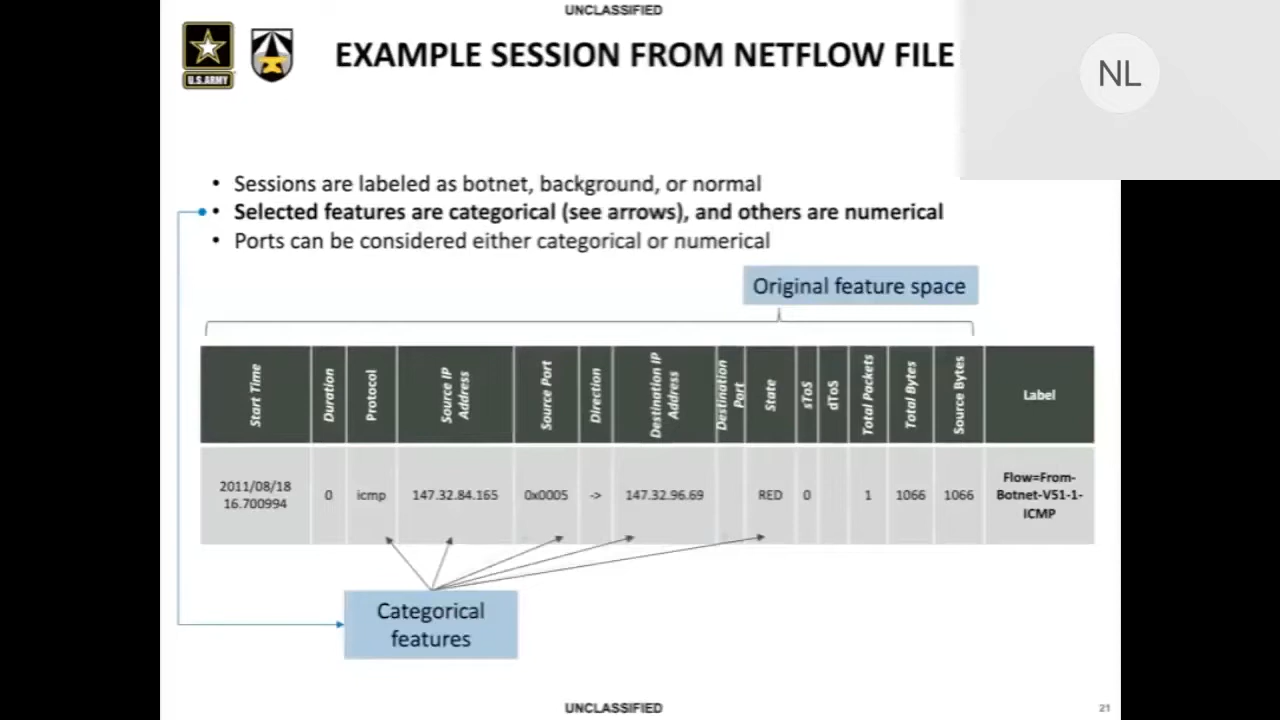 UNCLASSIFIED
U.S.ARMY
EXAMPLE SESSION FROM NETFLOW FILE
NL
• Sessions are labeled as botnet, background, or normal
• Selected features are categorical (see arrows), and others are numerical
• Ports can be considered either categorical or numerical
Original feature space
Start Time
Duration
Protocol
Source IP
Address
Source Port
Direction
Destination IP
Address
Destination
Port
State
sToS
dToS
Total Packets
Total Bytes
Source Bytes
Label
2011/08/18
16.700994
0
icmp
147.32.84.165
0x0005
->
147.32.96.69
RED
0
1
1066
1066
Flow=From-
Botnet-V51-1-
ICMP
Categorical
features
UNCLASSIFIED
21